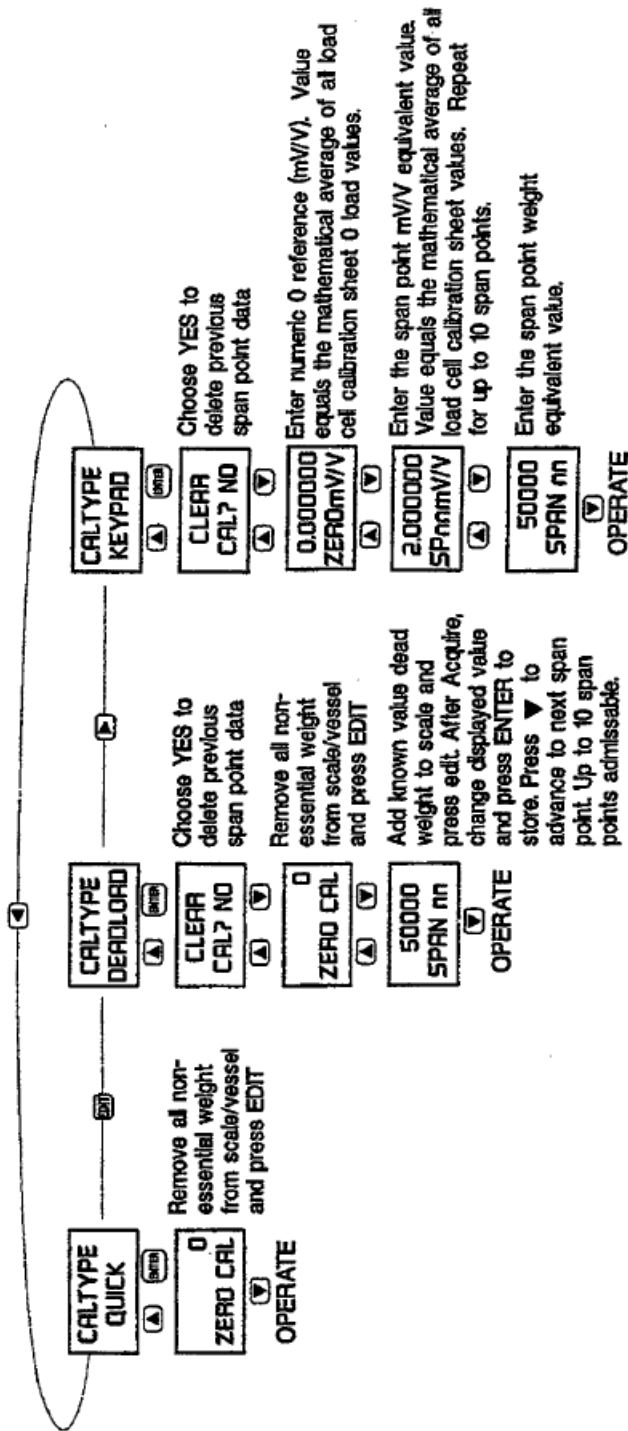 CALTYPE
QUICK
ENTER
0
ZERO CAL
Remove all non-
essential weight
from scale/vessel
and press EDIT
OPERATE
EDIT
CALTYPE
DEADLOAD
ENTER
CLEAR
CAL? NO
Choose YES to
delete previous
span point data
0
ZERO CAL
Remove all non-
essential weight
from scale/vessel
and press EDIT
50000
SPAN nn
Add known value dead
weight to scale and
press edit. After Acquire,
change displayed value
and press ENTER to
store. Press ▼ to
advance to next span
point. Up to 10 span
points admissable.
OPERATE
CALTYPE
KEYPAD
ENTER
CLEAR
CAL? NO
Choose YES to
delete previous
span point data
0.000000
ZEROmV/V
Enter numeric 0 reference (mV/V). Value
equals the mathematical average of all load
cell calibration sheet 0 load values.
2.000000
SPnnmV/V
Enter the span point mV/V equivalent value.
Value equals the mathematical average of all
load cell calibration sheet values. Repeat
for up to 10 span points.
50000
SPAN nn
Enter the span point weight
equivalent value.
OPERATE